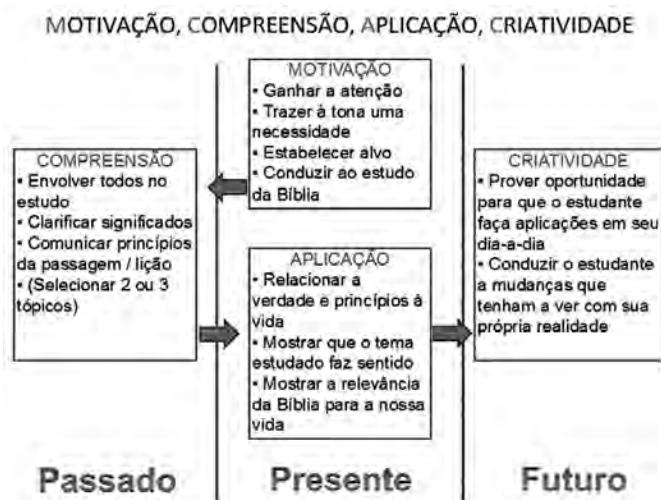 MOTIVAÇÃO, COMPREENSÃO, APLICAÇÃO, CRIATIVIDADE
MOTIVAÇÃO
• Ganhar a atenção
• Trazer à tona uma
necessidade
• Estabelecer alvo
• Conduzir ao estudo
da Bíblia
COMPREENSÃO
• Envolver todos no
estudo
• Clarificar significados
• Comunicar princípios
da passagem / lição
• (Selecionar 2 ou 3
tópicos)
APLICAÇÃO
• Relacionar a
verdade e princípios à
vida
• Mostrar que o tema
estudado faz sentido
• Mostrar a relevância
da Bíblia para a nossa
vida
CRIATIVIDADE
• Prover oportunidade
para que o estudante
faça aplicações em seu
dia-a-dia
• Conduzir o estudante
a mudanças que
tenham a ver com sua
própria realidade
Passado
Presente
Futuro